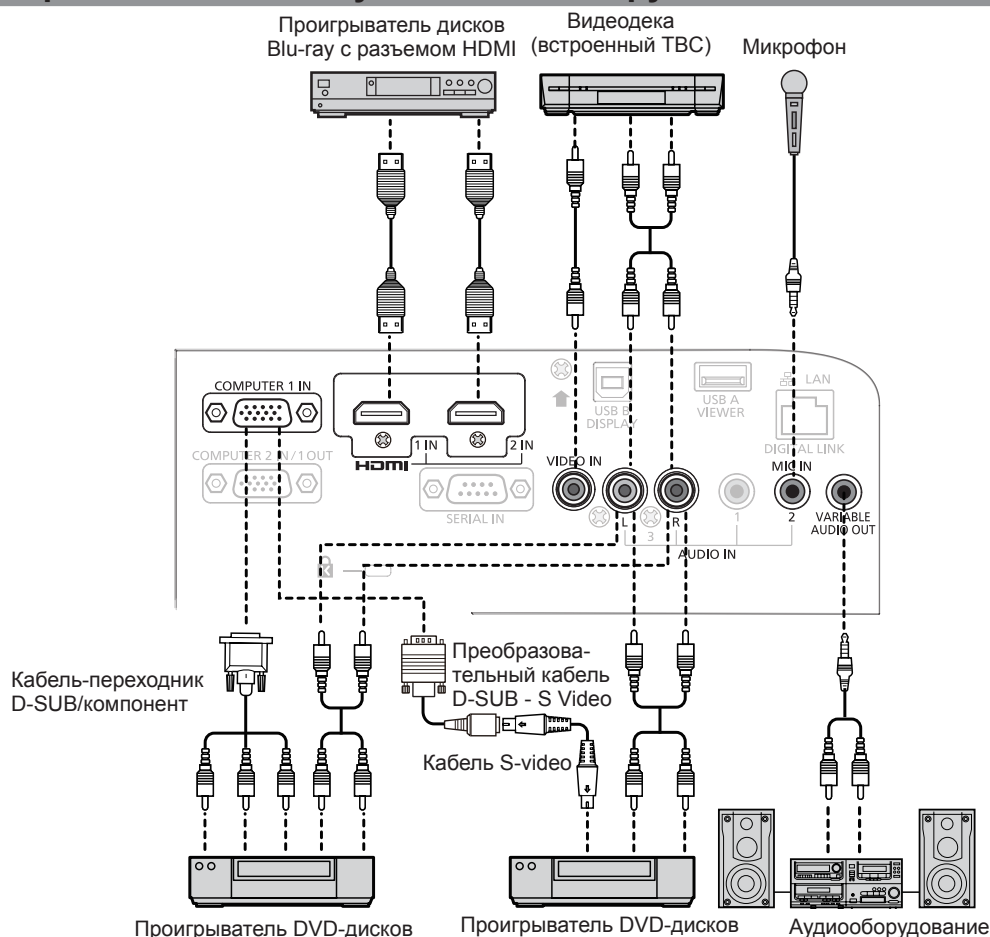 Проигрыватель дисков
Blu-ray с разъемом HDMI
Видеодека
(встроенный TBC)
Микрофон
COMPUTER 1 IN
COMPUTER 2 IN / 1 OUT
HDMI
1 IN
2 IN
SERIAL IN
VIDEO IN
USB B
DISPLAY
USB A
VIEWER
LAN
DIGITAL LINK
MIC IN
L
R
1
2
3
VARIABLE
AUDIO OUT
AUDIO IN
K
Кабель-переходник
D-SUB/компонент
Преобразова-
тельный кабель
D-SUB - S Video
Кабель S-video
Проигрыватель DVD-дисков
Проигрыватель DVD-дисков
Аудиооборудование